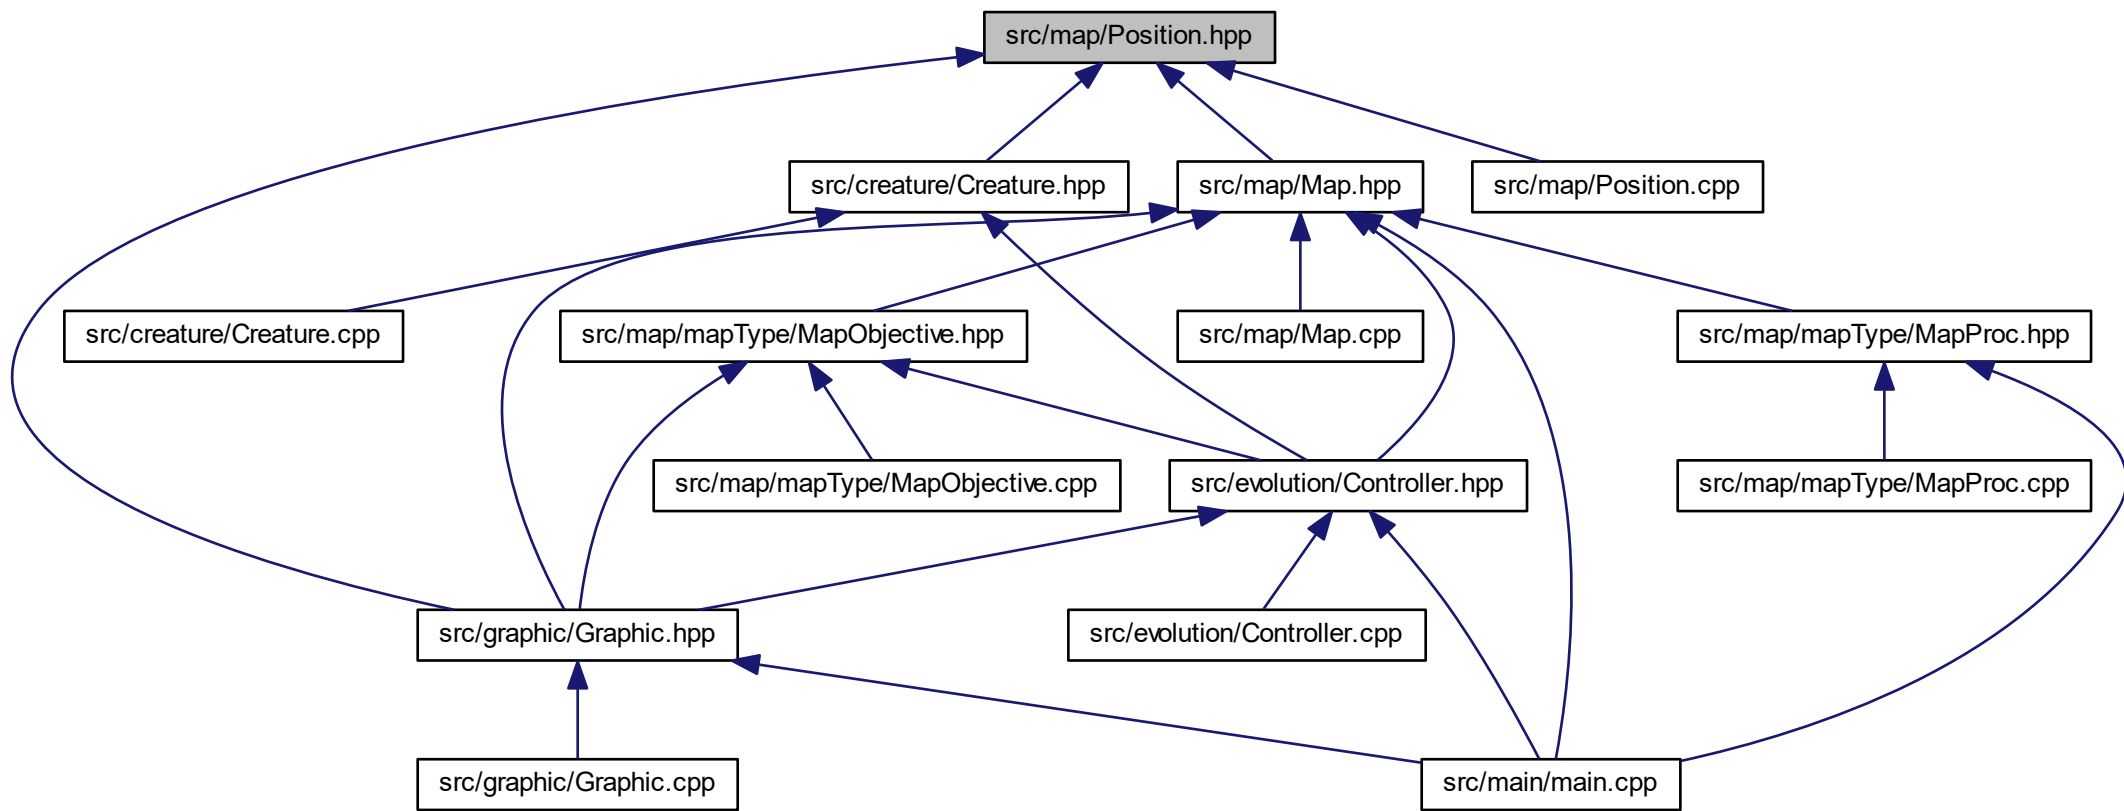 src/map/Position.hpp
src/creature/Creature.hpp
src/map/Map.hpp
src/map/Position.cpp
src/creature/Creature.cpp
src/map/mapType/MapObjective.hpp
src/map/Map.cpp
src/map/mapType/MapProc.hpp
src/map/mapType/MapObjective.cpp
src/evolution/Controller.hpp
src/map/mapType/MapProc.cpp
src/graphic/Graphic.hpp
src/evolution/Controller.cpp
src/graphic/Graphic.cpp
src/main/main.cpp